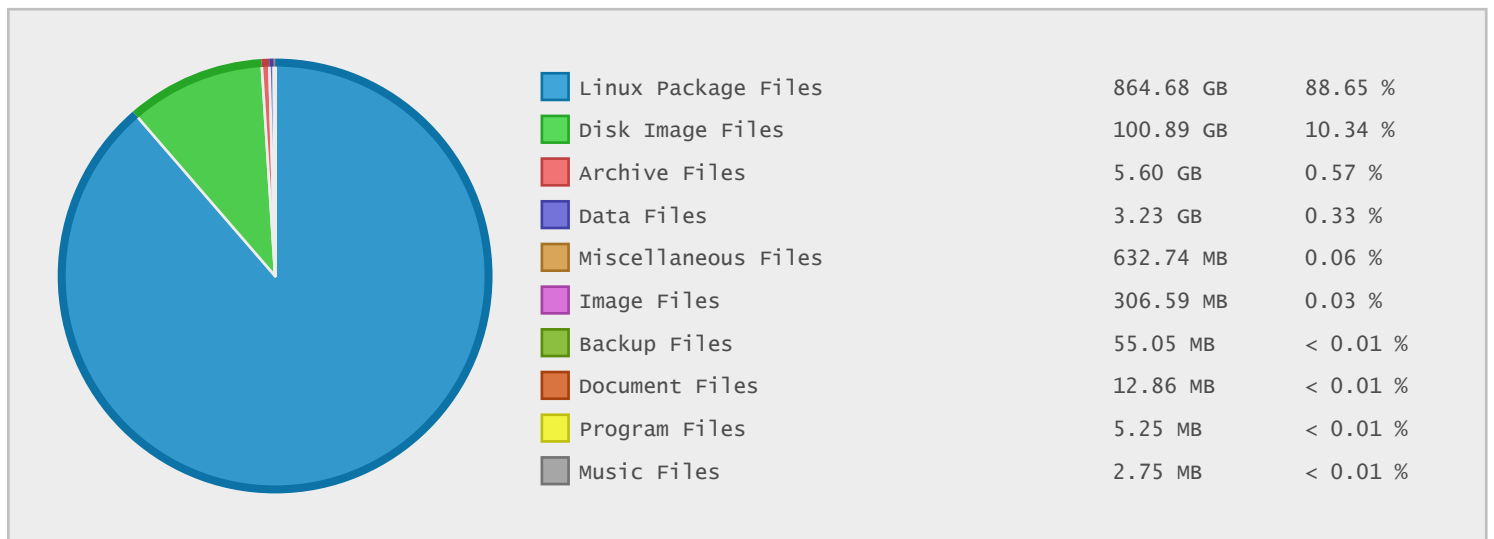 Linux Package Files 864.68 GB 88.65 %
Disk Image Files 100.89 GB 10.34 %
Archive Files 5.60 GB 0.57 %
Data Files 3.23 GB 0.33 %
Miscellaneous Files 632.74 MB 0.06 %
Image Files 306.59 MB 0.03 %
Backup Files 55.05 MB < 0.01 %
Document Files 12.86 MB < 0.01 %
Program Files 5.25 MB < 0.01 %
Music Files 2.75 MB < 0.01 %